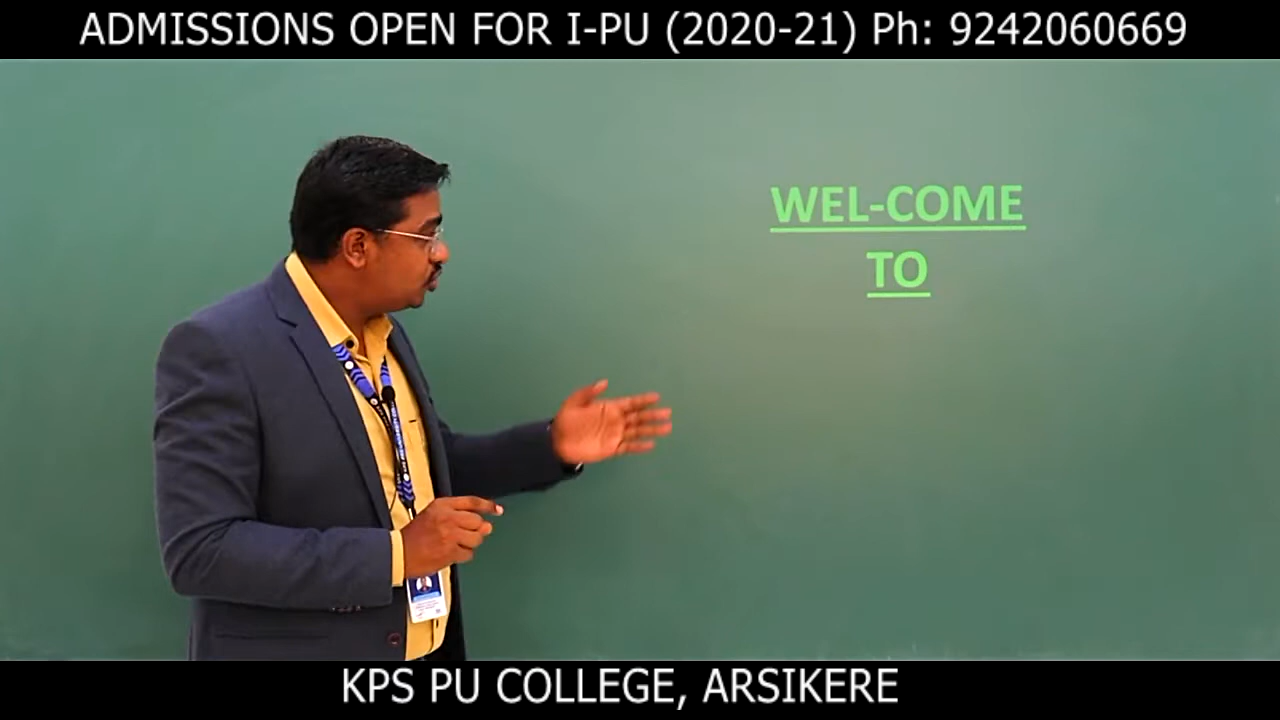 ADMISSIONS OPEN FOR I-PU (2020-21) Ph: 9242060669
WEL-COME
TO
KPS PU COLLEGE, ARSIKERE